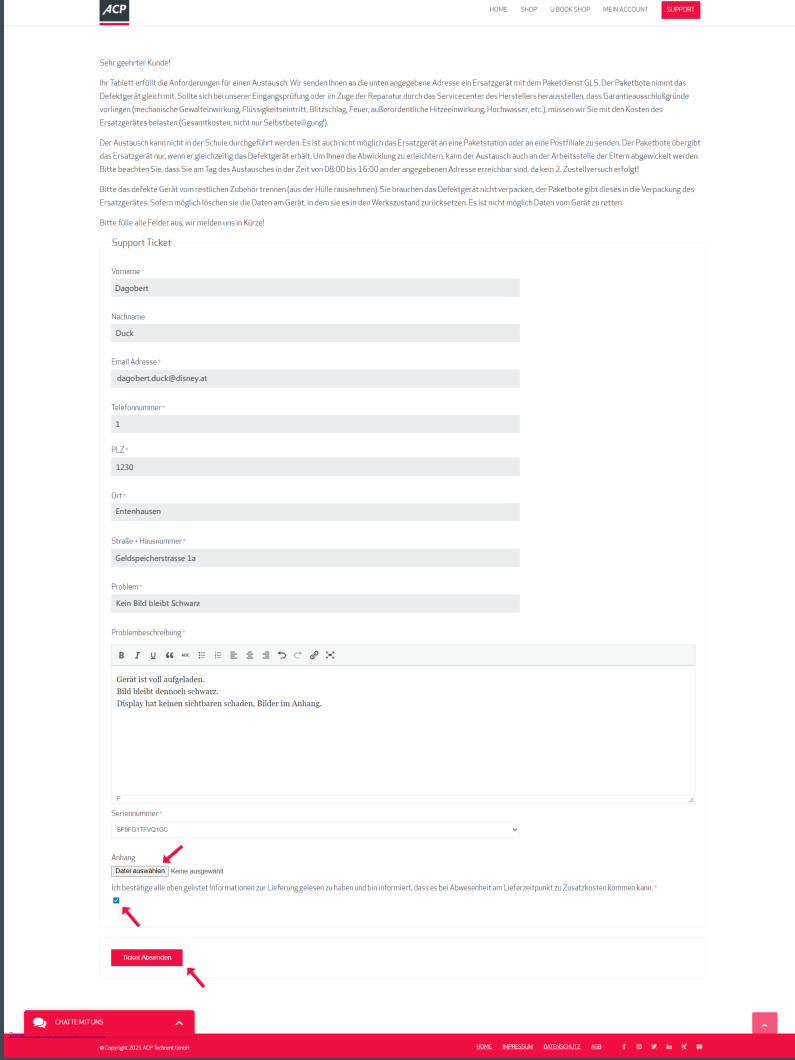 ACP
HOME SHOP U BOOK SHOP MEIN ACCOUNT SUPPORT
Sehr geehrter Kunde!
Ihr Tablett erfüllt die Anforderungen für einen Austausch. Wir senden Ihnen an die unten angegebene Adresse ein Ersatzgerät mit dem Paketdienst GLS. Der Paketbote nimmt das
Defektgerät gleich mit. Sollte sich bei unserer Eingangsprüfung oder im Zuge der Reparatur durch das Servicecenter des Herstellers herausstellen, dass Garantieausschlußgründe
vorliegen (mechanische Gewalteinwirkung, Flüssigkeitseintritt, Blitzschlag, Feuer, außerordentliche Hitzeeinwirkung, Hochwasser, etc.), müssen wir Sie mit den Kosten des
Ersatzgerätes belasten (Gesamtkosten, nicht nur Selbstbeteiligung!).
Der Austausch kann nicht in der Schule durchgeführt werden. Es ist auch nicht möglich das Ersatzgerät an eine Paketstation oder an eine Postfiliale zu senden. Der Paketbote übergibt
das Ersatzgerät nur, wenn er gleichzeitig das Defektgerät erhält. Um Ihnen die Abwicklung zu erleichtern, kann der Austausch auch an der Arbeitsstelle der Eltern abgewickelt werden.
Bitte beachten Sie, dass Sie am Tag des Austausches in der Zeit von 08:00 bis 16:00 an der angegebenen Adresse erreichbar sind, da kein 2. Zustellversuch erfolgt!
Bitte das defekte Gerät vom restlichen Zubehör trennen (aus der Hülle rausnehmen). Sie brauchen das Defektgerät nicht verpacken, der Paketbote gibt dieses in die Verpackung des
Ersatzgerätes. Sofern möglich löschen sie die Daten am Gerät, in dem sie es in den Werkszustand zurücksetzen. Es ist nicht möglich Daten vom Gerät zu retten.
Bitte fülle alle Felder aus, wir melden uns in Kürze!
Support Ticket
Vorname
Dagobert
Nachname
Duck
Email Adresse *
dagobert.duck@disney.at
Telefonnummer *
1
PLZ *
1230
Ort *
Entenhausen
Straße + Hausnummer *
Geldspeicherstrasse 1a
Problem *
Kein Bild bleibt Schwarz
Problembeschreibung *
B I U ABC
Gerät ist voll aufgeladen.
Bild bleibt dennoch schwarz.
Display hat keinen sichtbaren schaden, Bilder im Anhang.
P
Seriennummer *
SF9FG1TFVQ1GC
Anhang
Datei auswählen Keine ausgewählt
Ich bestätige alle oben gelistet Informationen zur Lieferung gelesen zu haben und bin informiert, dass es bei Abwesenheit am Lieferzeitpunkt zu Zusatzkosten kommen kann. *
Ticket Absenden
CHATTE MIT UNS
© Copyright 2021 ACP Techrent GmbH
HOME IMPRESSUM DATENSCHUTZ AGB